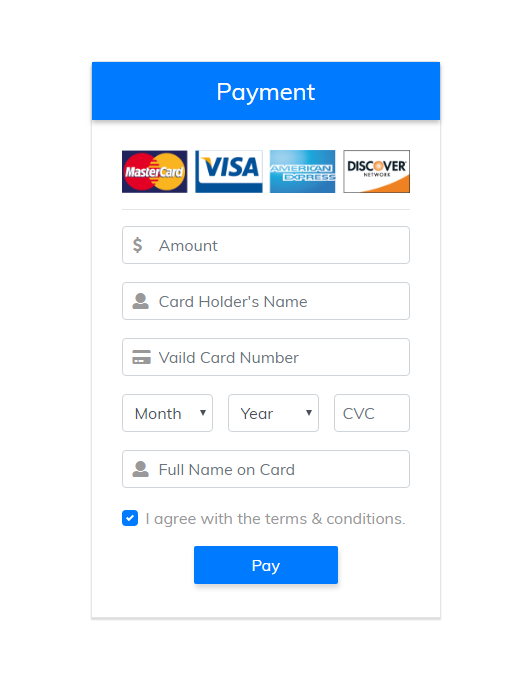 Payment
MasterCard VISA AMERICAN EXPRESS DISCOVER NETWORK
$ Amount
Card Holder's Name
Vaild Card Number
Month Year CVC
Full Name on Card
I agree with the terms & conditions.
Pay